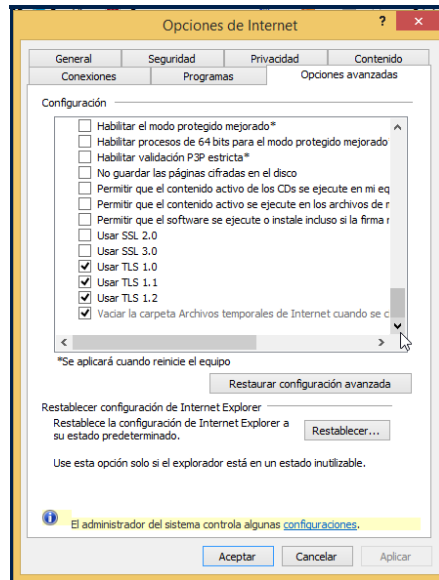 Opciones de Internet
General Seguridad Privacidad Contenido
Conexiones Programas Opciones avanzadas
Configuración
Habilitar el modo protegido mejorado*
Habilitar procesos de 64 bits para el modo protegido mejorado
Habilitar validación P3P estricta*
No guardar las páginas cifradas en el disco
Permitir que el contenido activo de los CDs se ejecute en mi eq
Permitir que el contenido activo se ejecute en los archivos de
Permitir que el software se ejecute o instale incluso si la firma
Usar SSL 2.0
Usar SSL 3.0
Usar TLS 1.0
Usar TLS 1.1
Usar TLS 1.2
Vaciar la carpeta Archivos temporales de Internet cuando se c
*Se aplicará cuando reinicie el equipo
Restaurar configuración avanzada
Restablecer configuración de Internet Explorer
Restablece la configuración de Internet Explorer a
su estado predeterminado.
Restablecer...
Use esta opción solo si el explorador está en un estado inutilizable.
El administrador del sistema controla algunas configuraciones.
Aceptar Cancelar Aplicar